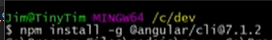 Jim@TinyTim MINGW64 /c/dev
$ npm install -g @angular/cli@7.1.2